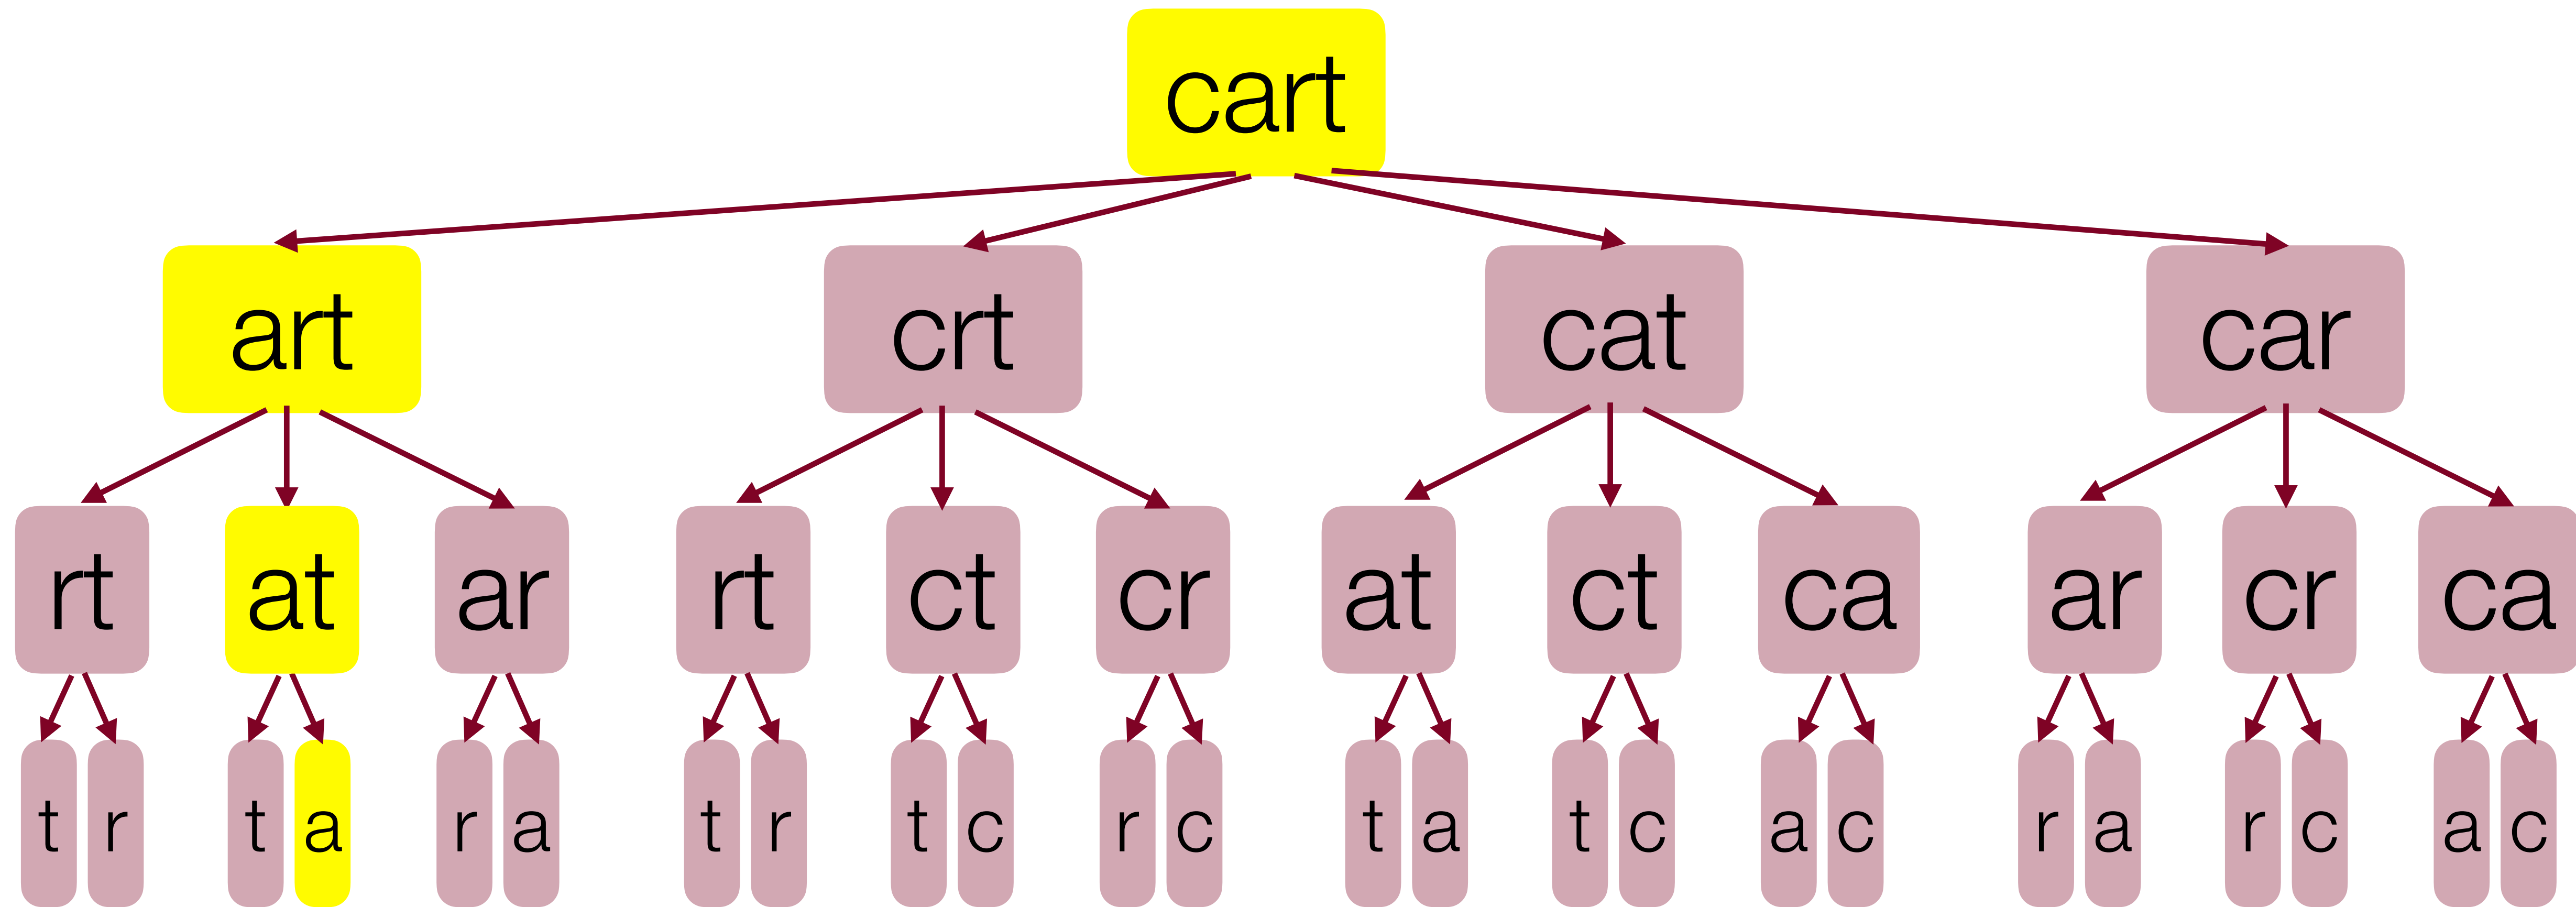 cart
art crt cat car
rt at ar rt ct cr at ct ca ar cr ca
t r t a r a t r t c r c t a t c a c r a r c a c